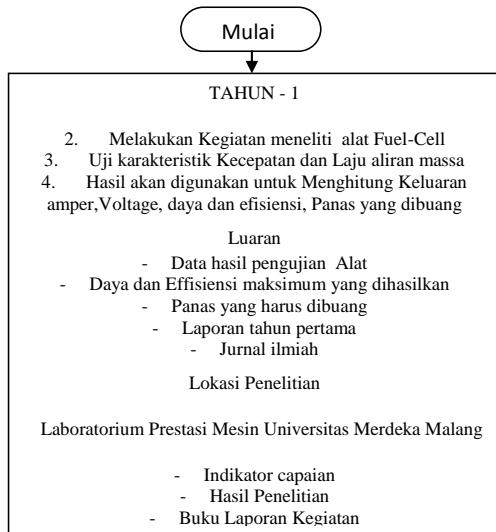 Mulai
TAHUN - 1
2. Melakukan Kegiatan meneliti alat Fuel-Cell
3. Uji karakteristik Kecepatan dan Laju aliran massa
4. Hasil akan digunakan untuk Menghitung Keluaran
amper,Voltage, daya dan efisiensi, Panas yang dibuang
Luaran
- Data hasil pengujian Alat
- Daya dan Effisiensi maksimum yang dihasilkan
- Panas yang harus dibuang
- Laporan tahun pertama
- Jurnal ilmiah
Lokasi Penelitian
Laboratorium Prestasi Mesin Universitas Merdeka Malang
- Indikator capaian
- Hasil Penelitian
- Buku Laporan Kegiatan